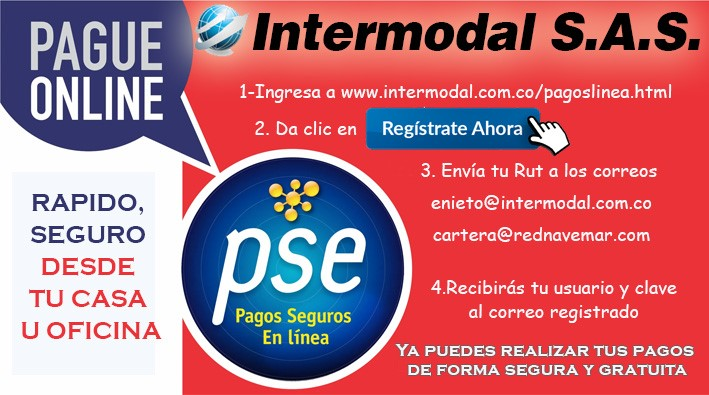 PAGUE
ONLINE
Intermodal S.A.S.
1-Ingresa a www.intermodal.com.co/pagoslinea.html
2. Da clic en Regístrate Ahora
3. Envía tu Rut a los correos
enieto@intermodal.com.co
cartera@rednavemar.com
4.Recibirás tu usuario y clave
al correo registrado
RAPIDO,
SEGURO
DESDE
TU CASA
U OFICINA
pse
Pagos Seguros
En línea
YA PUEDES REALIZAR TUS PAGOS
DE FORMA SEGURA Y GRATUITA